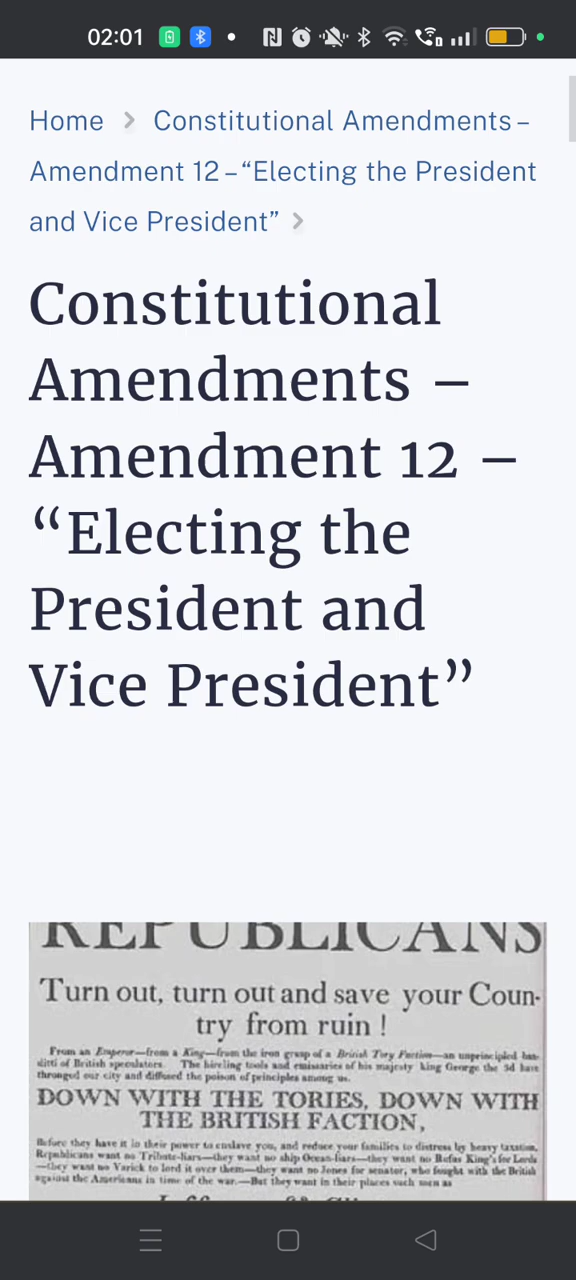 02:01
Home > Constitutional Amendments –
Amendment 12 – “Electing the President
and Vice President” >
Constitutional
Amendments –
Amendment 12 –
“Electing the
President and
Vice President”
REPUBLICANS
Turn out, turn out and save your Coun-
try from ruin !
From an Emperor—from a King—from the iron grasp of a British Tory Faction—an unprincipled ban-
ditti of British speculators. The hireling tools and emissaries of his majesty king George the 3d have
thronged our city and diffused the poison of principles among us.
DOWN WITH THE TORIES, DOWN WITH
THE BRITISH FACTION,
Before they have it in their power to enslave you, and reduce your families to distress by heavy taxation.
Republicans want no Tribute-liars—they want no ship Ocean-liars—they want no Rufus King's for Lords
—they want no Varick to lord it over them—they want no Jones for senator, who fought with the British
against the Americans in time of the war.—But they want in their places such men as